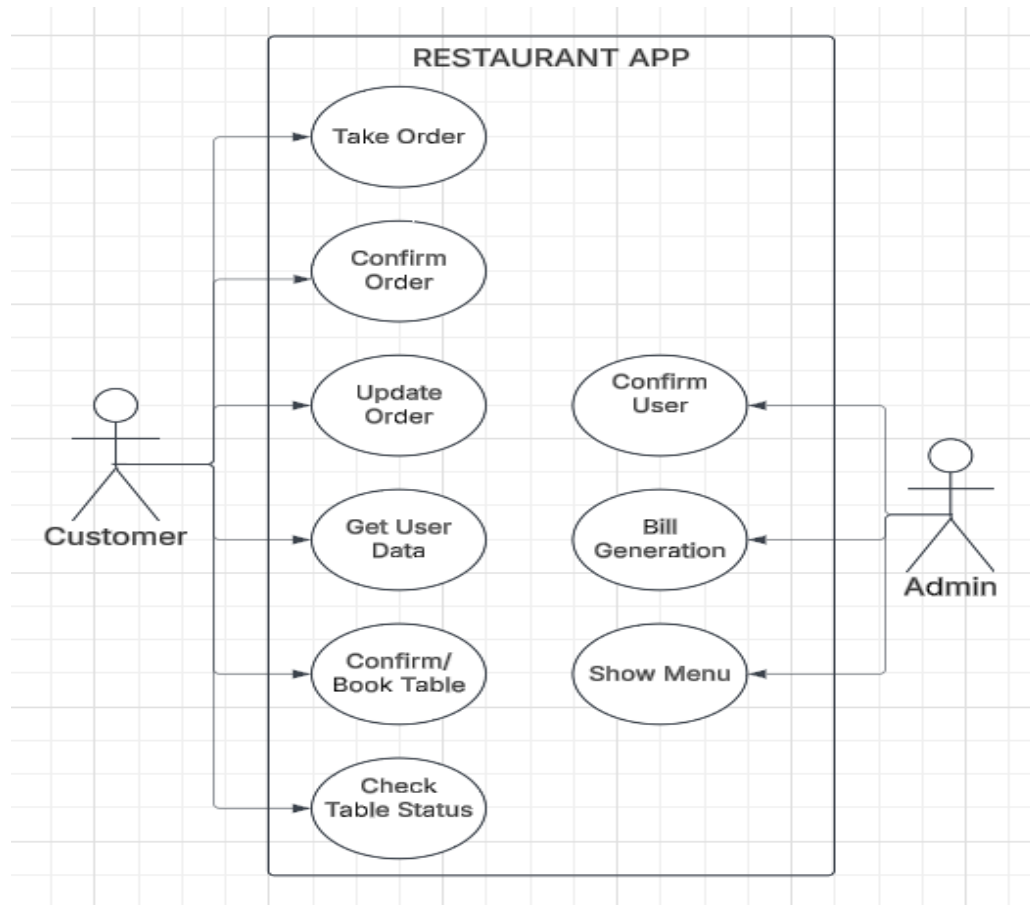 RESTAURANT APP
Take Order
Confirm
Order
Update
Order
Get User
Data
Confirm/
Book Table
Check
Table Status
Confirm
User
Bill
Generation
Show Menu
Customer
Admin